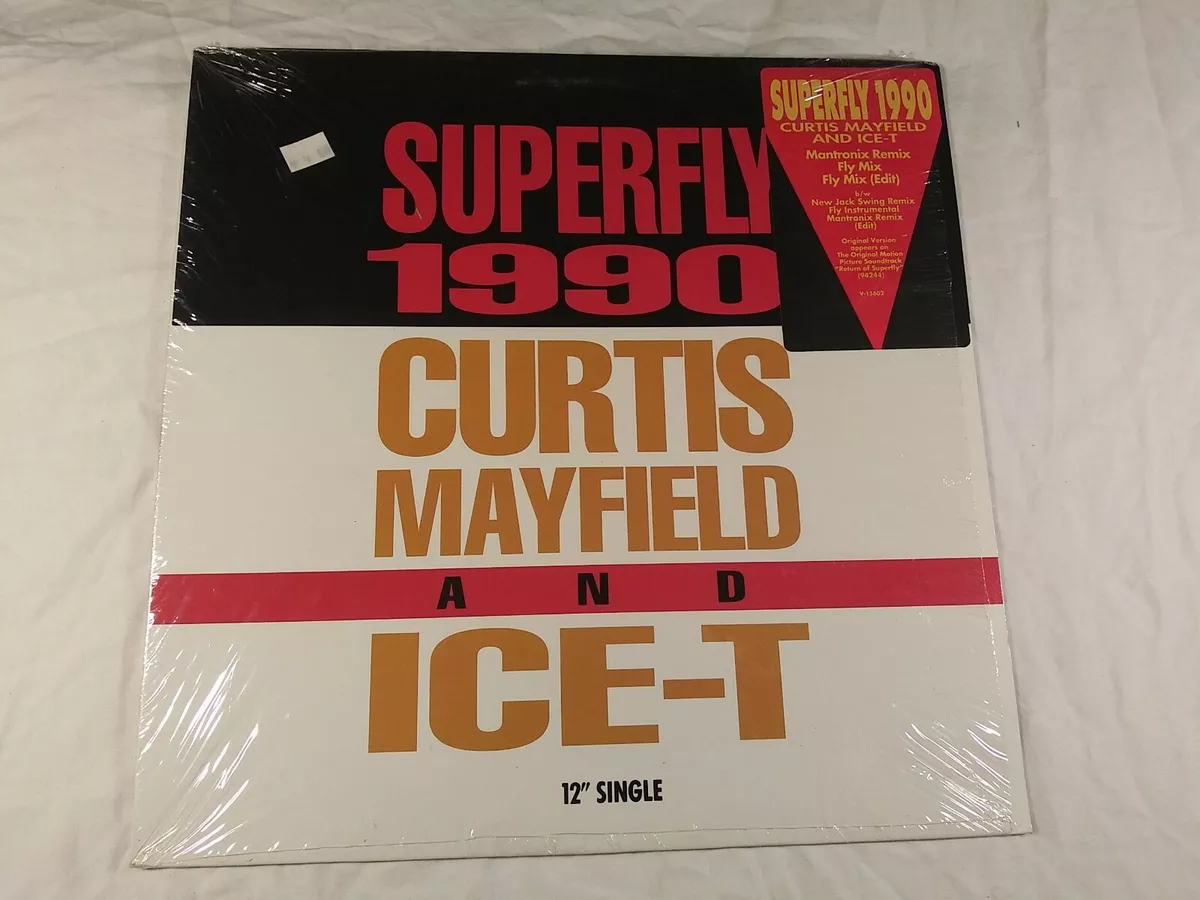 SUPERFLY
1990
CURTIS
MAYFIELD
AND
ICE-T
12" SINGLE
SUPERFLY 1990
CURTIS MAYFIELD
AND ICE-T
Mantronix Remix
Fly Mix
Fly Mix (Edit)
b/w
New Jack Swing Remix
Fly Instrumental
Mantronix Remix
(Edit)
Original Version
appears on
The Original Motion
Picture Soundtrack
"Return of Superfly"
(94244)
V-15602